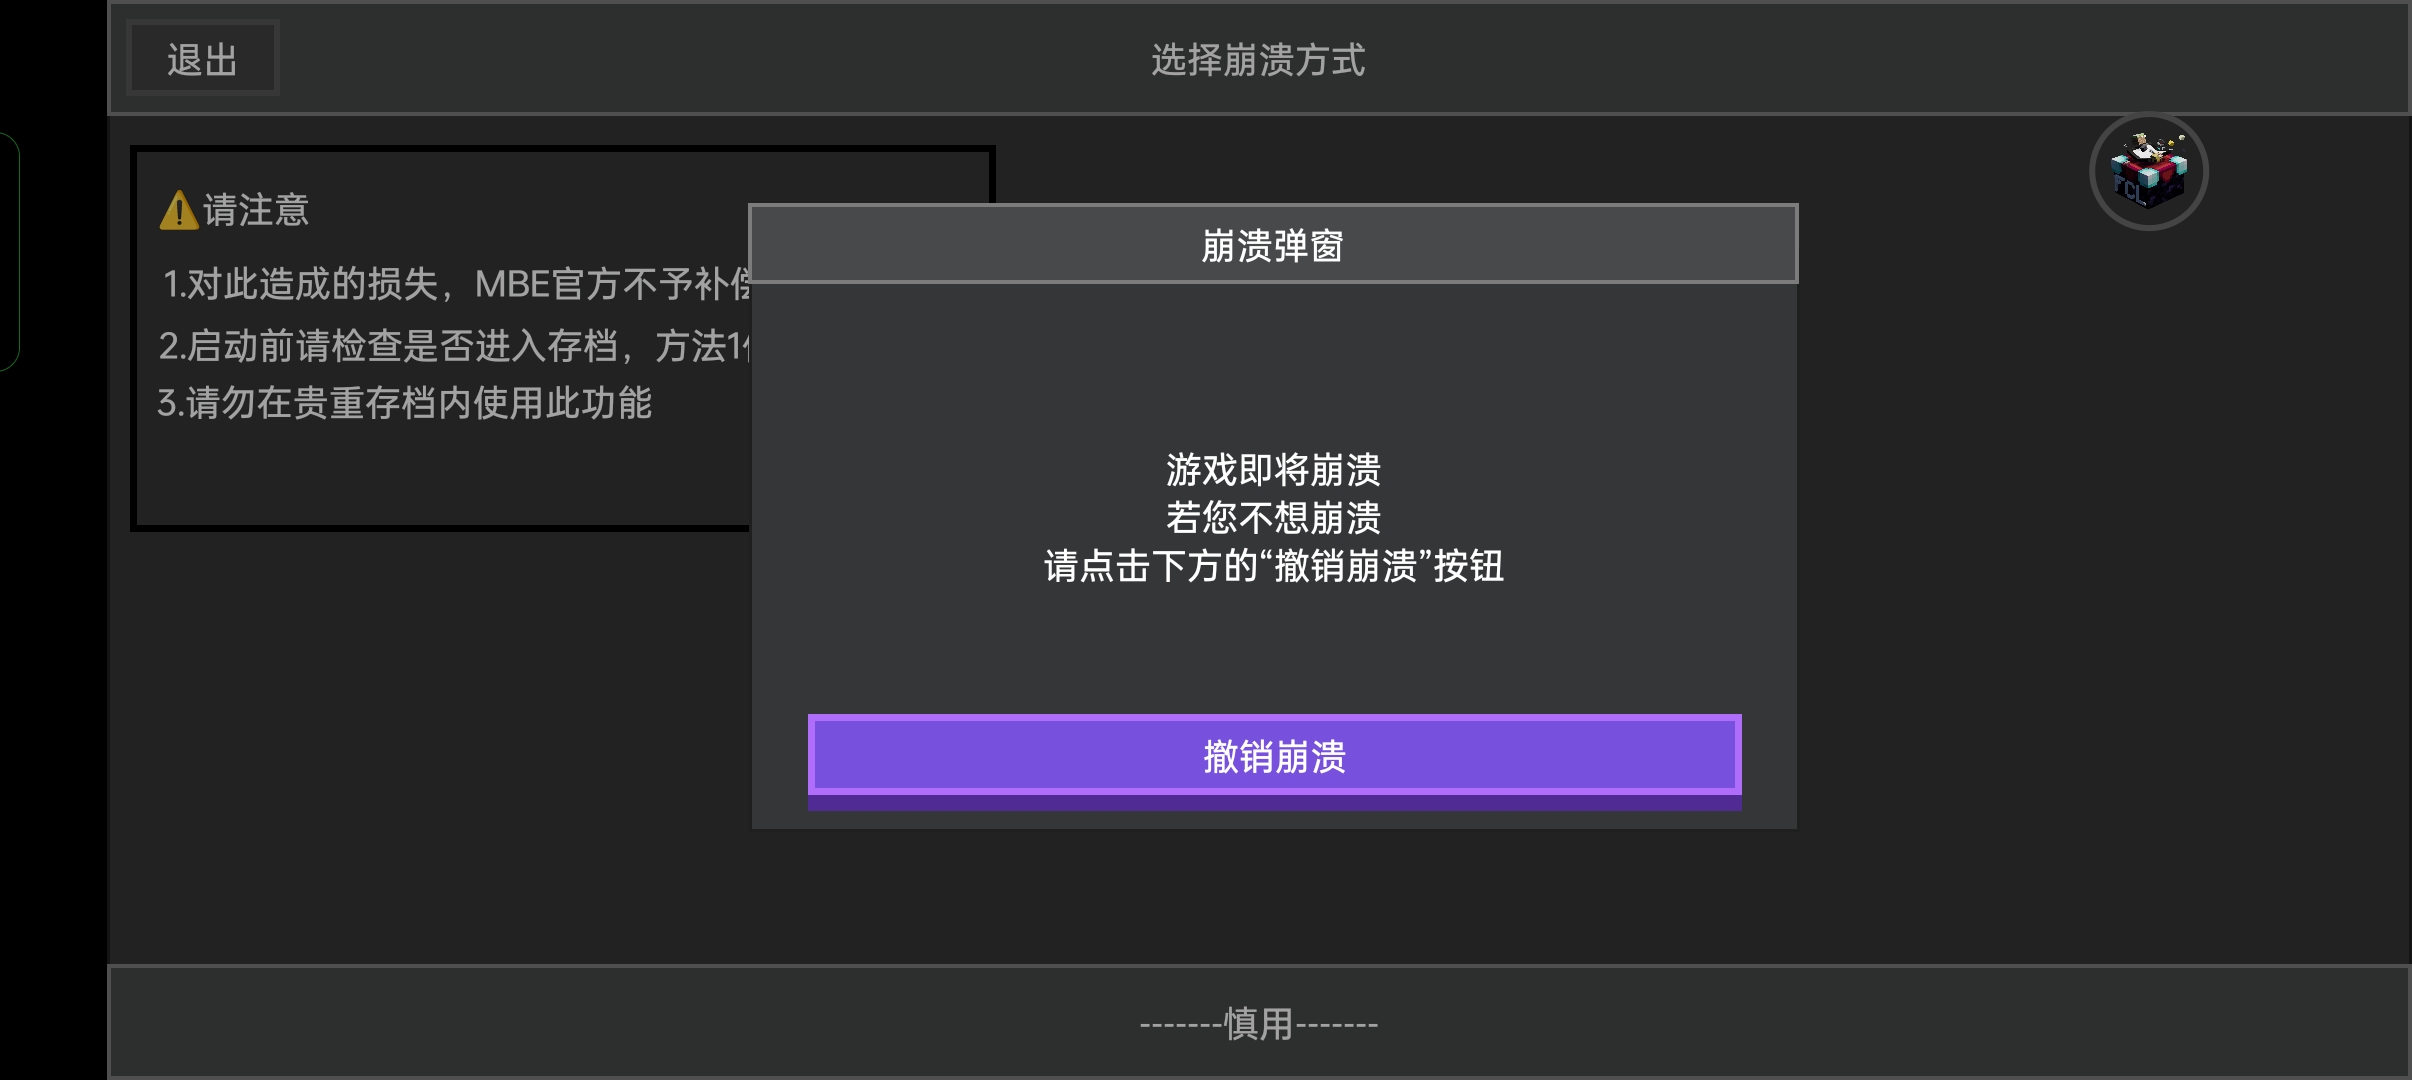 退出
选择崩溃方式
⚠️请注意
1.对此造成的损失，MBE官方不予补
2.启动前请检查是否进入存档，方法1
3.请勿在贵重存档内使用此功能
FCL
崩溃弹窗
游戏即将崩溃
若您不想崩溃
请点击下方的“撤销崩溃”按钮
撤销崩溃
-------慎用-------